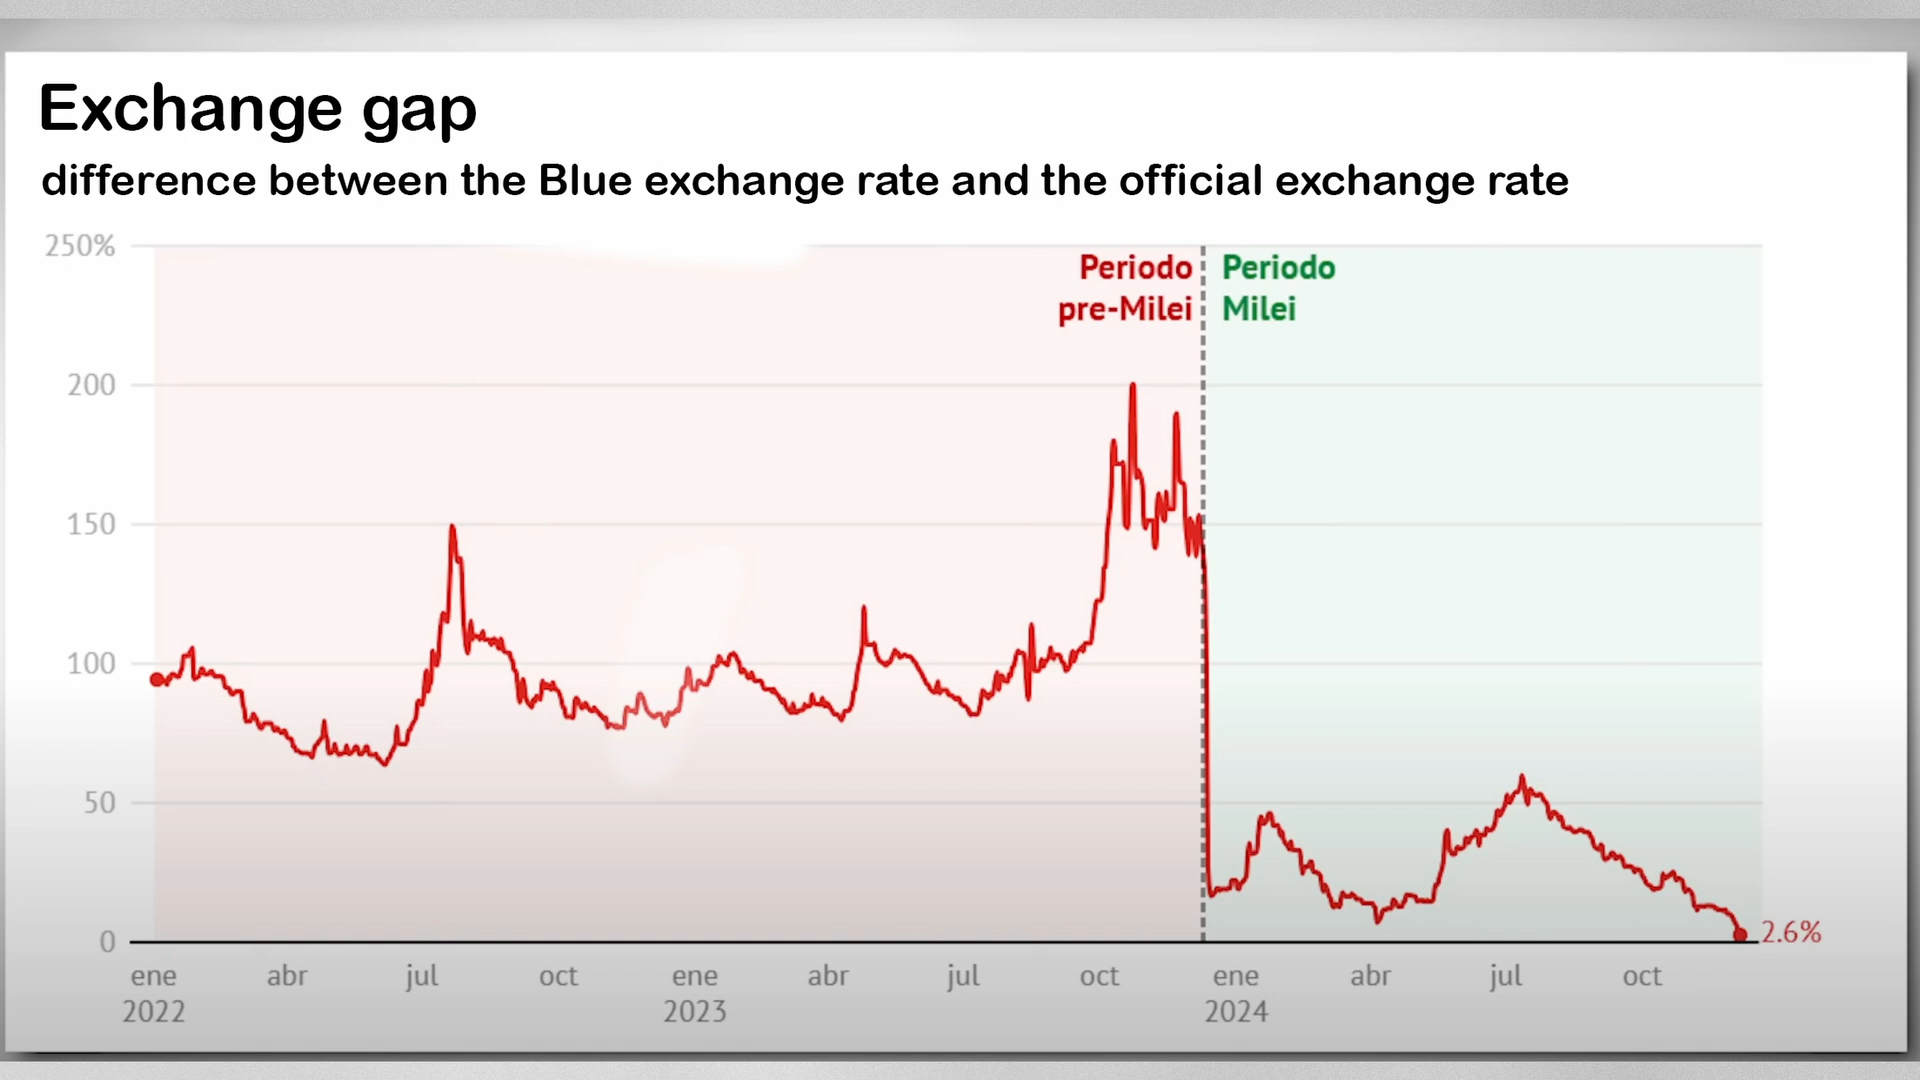 Exchange gap
difference between the Blue exchange rate and the official exchange rate
250%
Periodo
pre-Milei
Periodo
Milei
200
150
100
50
0
2.6%
ene abr jul oct ene abr jul oct ene abr jul oct
2022 2023 2024